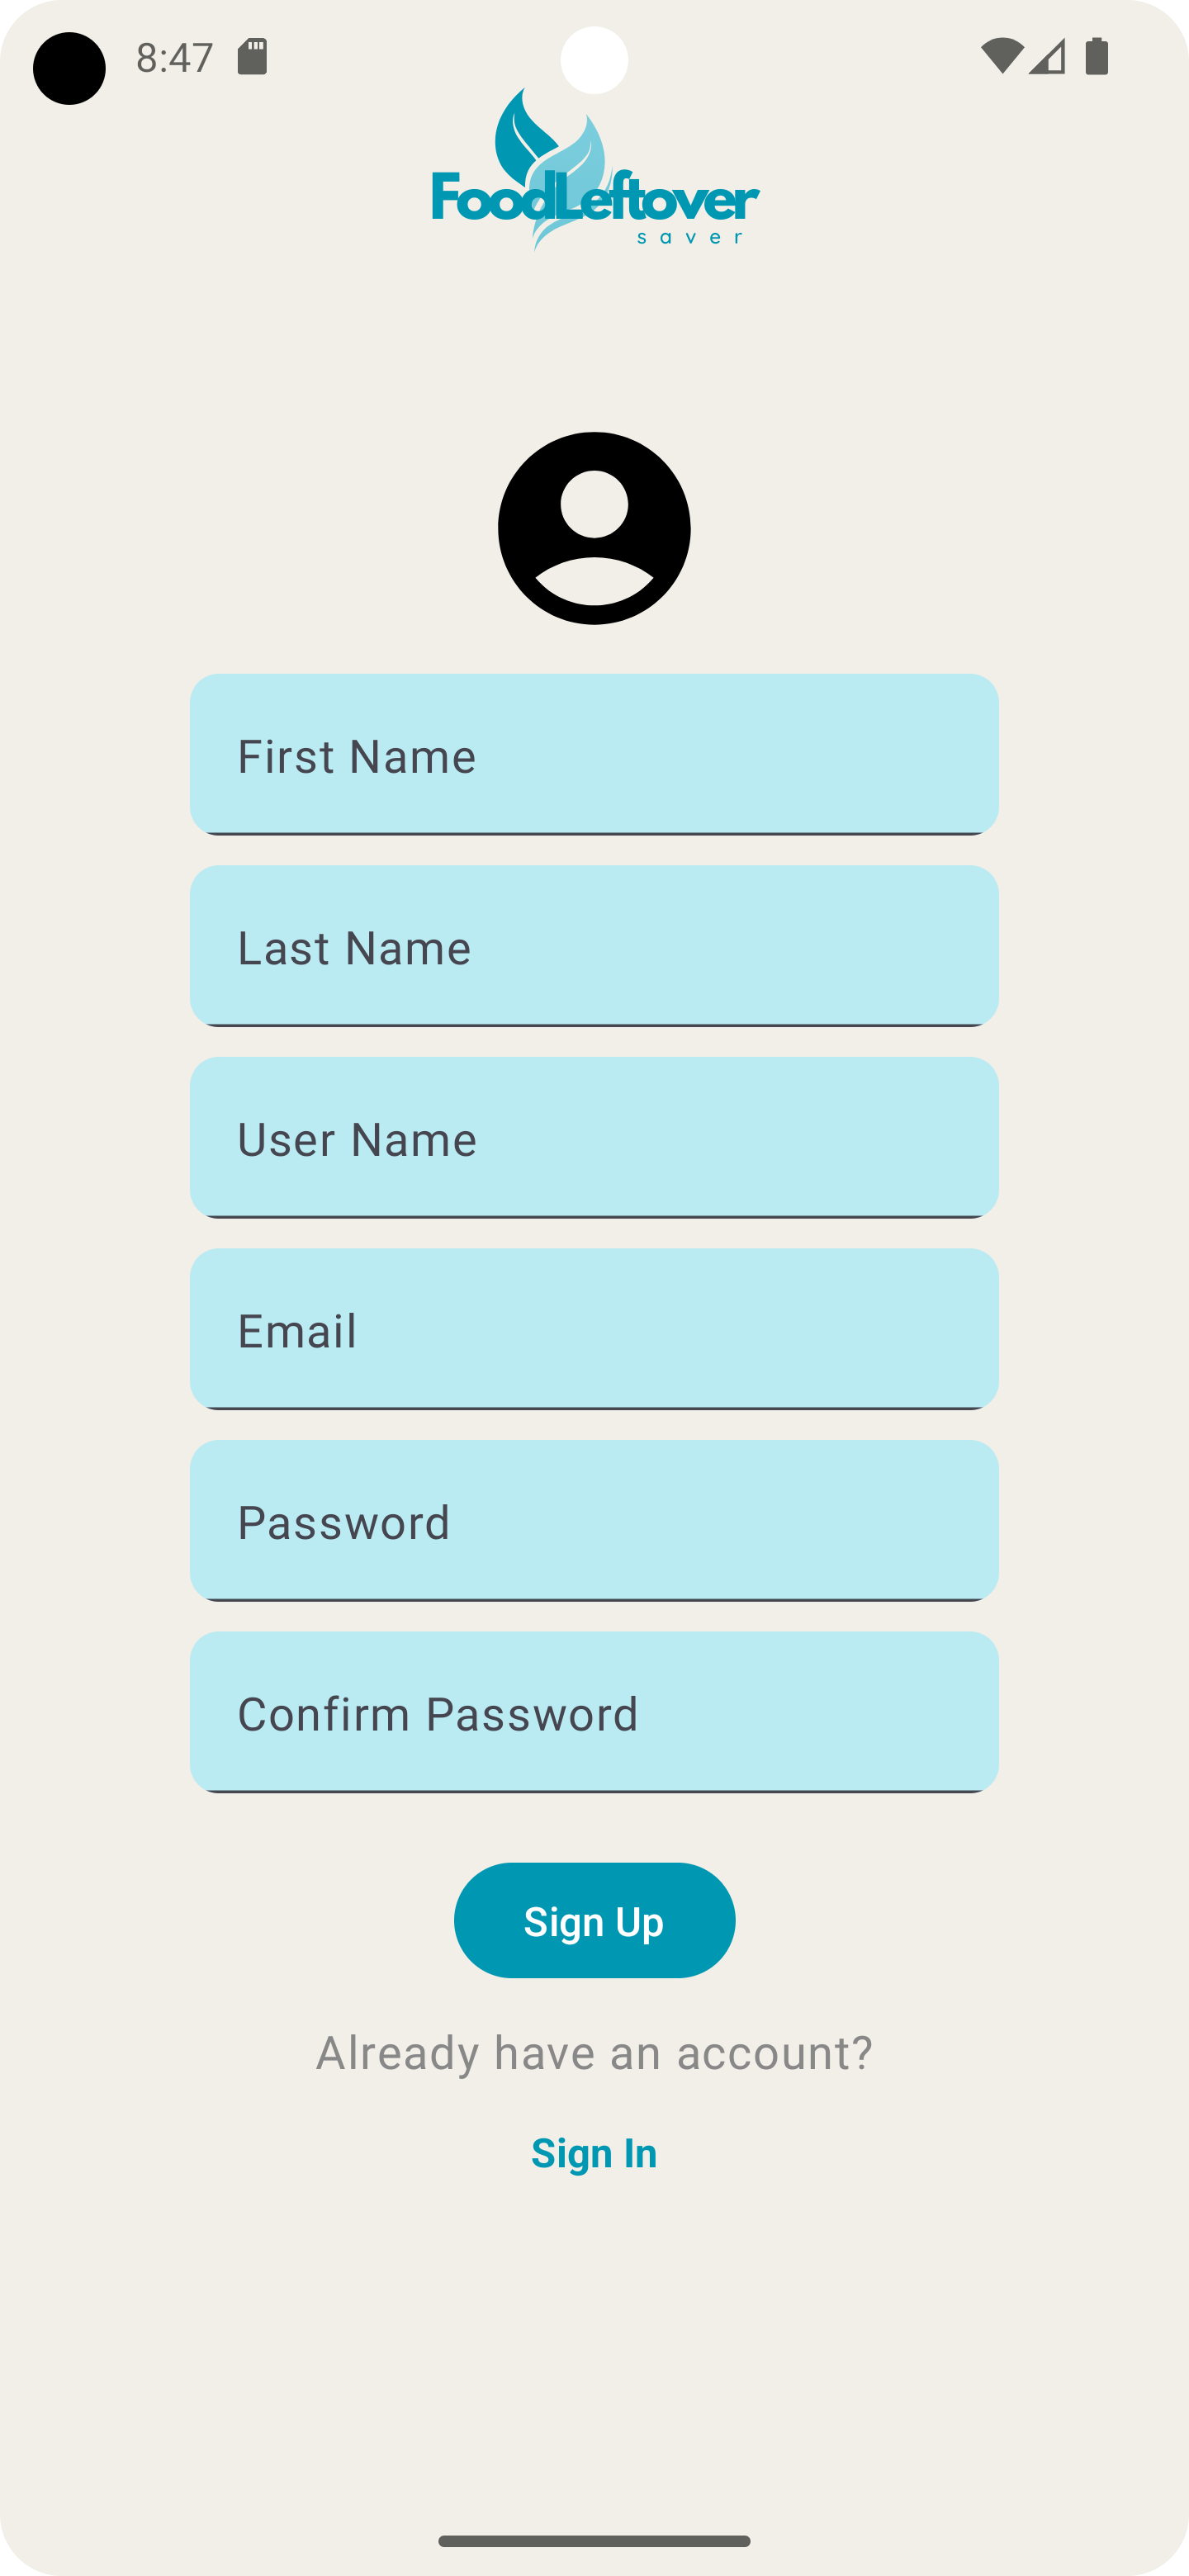 8:47
FoodLeftover
saver
First Name
Last Name
User Name
Email
Password
Confirm Password
Sign Up
Already have an account?
Sign In